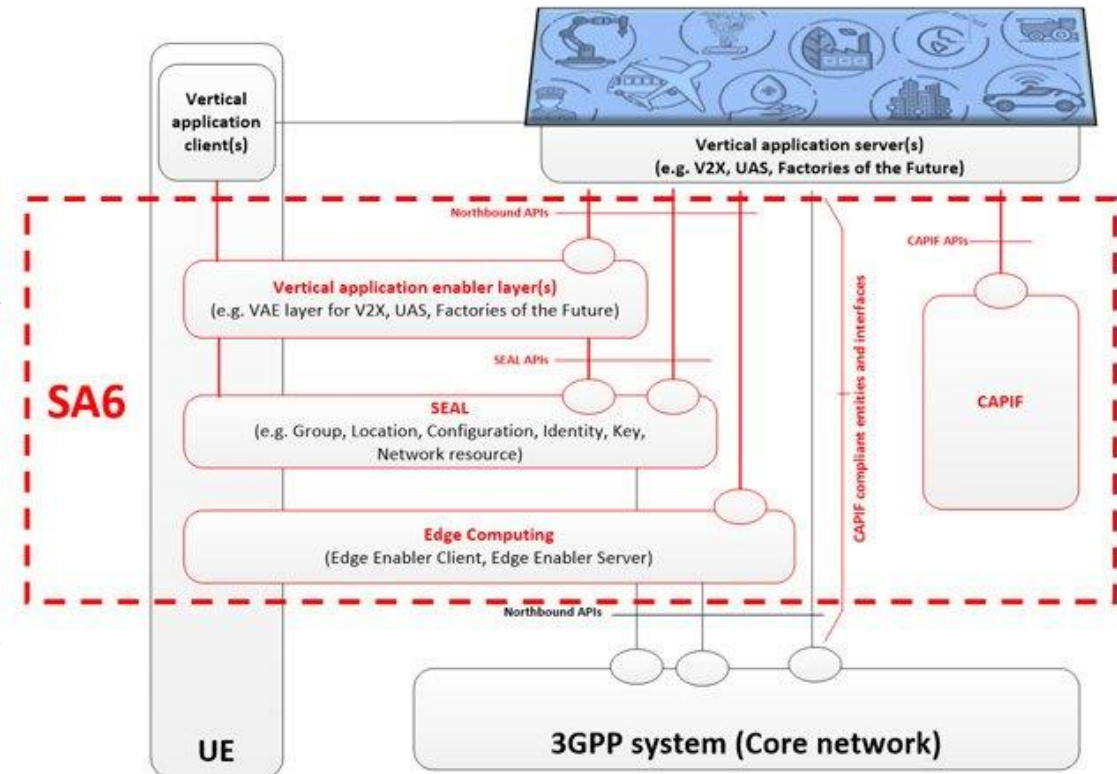 Vertical
application
client(s)
Vertical application server(s)
(e.g. V2X, UAS, Factories of the Future)
Northbound APIs
CAPIF APIs
Vertical application enabler layer(s)
(e.g. VAE layer for V2X, UAS, Factories of the Future)
SEAL APIs
SA6
SEAL
(e.g. Group, Location, Configuration, Identity, Key,
Network resource)
CAPIF compliant entities and interfaces
CAPIF
Edge Computing
(Edge Enabler Client, Edge Enabler Server)
Northbound APIs
UE
3GPP system (Core network)